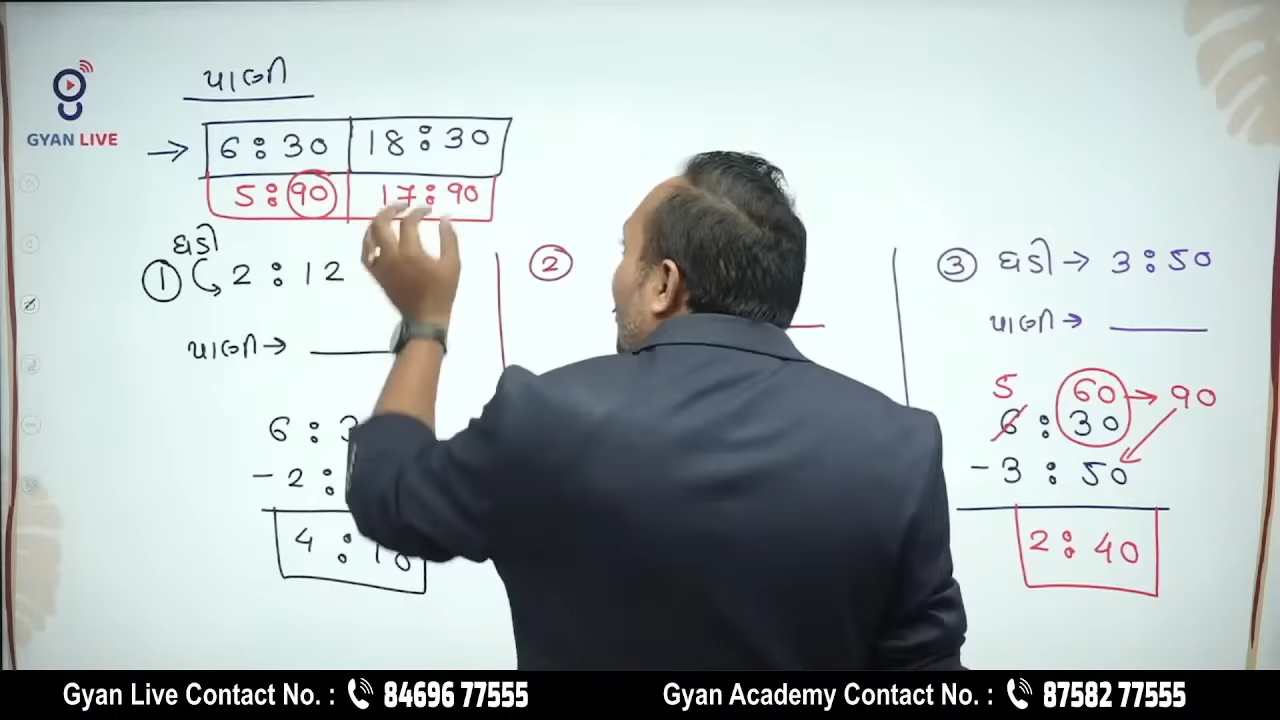 GYAN LIVE
પાણી
→ 6 : 30 18 : 30
5 : 90 17 : 90
ઘડી
① 2 : 12
પાણી →
6 : 3
- 2 :
4 : 10
②
③ ઘડી → 3 : 50
પાણી →
5 60 → 90
6 : 30
- 3 : 50
2 : 40
Gyan Live Contact No. : 84696 77555
Gyan Academy Contact No. : 87582 77555